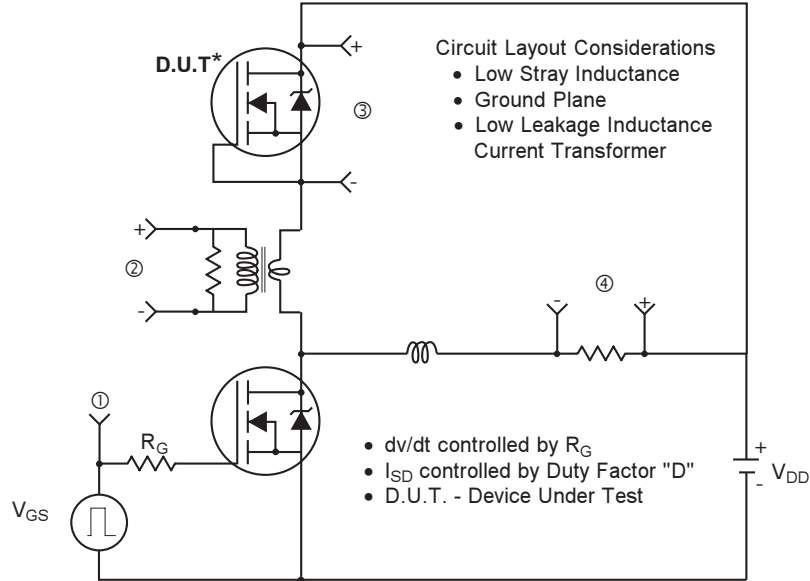 D.U.T*
+
③
-
Circuit Layout Considerations
• Low Stray Inductance
• Ground Plane
• Low Leakage Inductance
Current Transformer
+
②
-
④
-
+
①
R_G
V_GS
• dv/dt controlled by R_G
• I_SD controlled by Duty Factor "D"
• D.U.T. - Device Under Test
+
-
V_DD